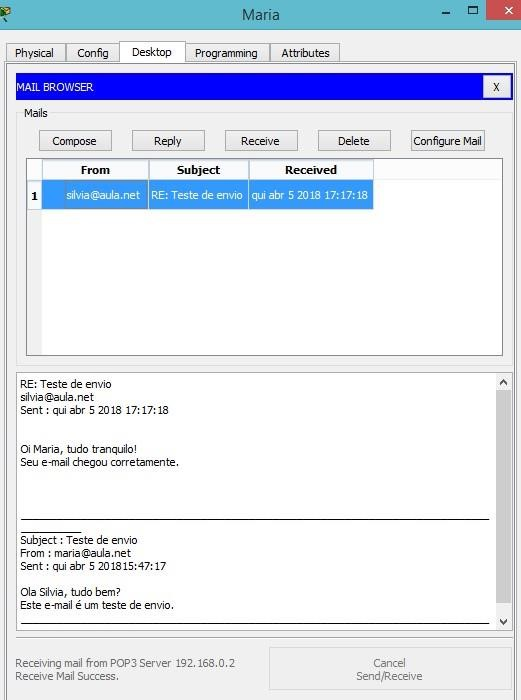 Maria
Physical Config Desktop Programming Attributes
MAIL BROWSER X
Mails
Compose Reply Receive Delete Configure Mail
From Subject Received
1 silvia@aula.net RE: Teste de envio qui abr 5 2018 17:17:18
RE: Teste de envio
silvia@aula.net
Sent : qui abr 5 2018 17:17:18
Oi Maria, tudo tranquilo!
Seu e-mail chegou corretamente.
Subject : Teste de envio
From : maria@aula.net
Sent : qui abr 5 201815:47:17
Ola Silvia, tudo bem?
Este e-mail é um teste de envio.
Receiving mail from POP3 Server 192.168.0.2
Receive Mail Success.
Cancel
Send/Receive